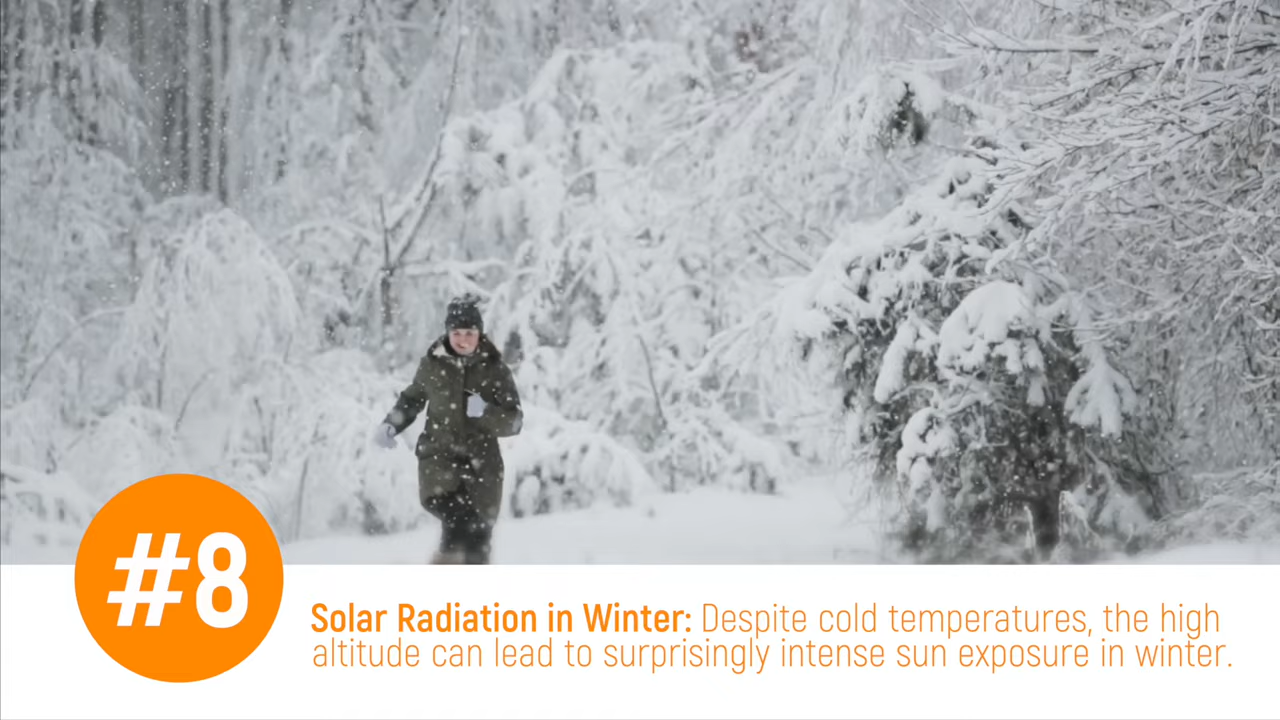 #8
Solar Radiation in Winter: Despite cold temperatures, the high
altitude can lead to surprisingly intense sun exposure in winter.